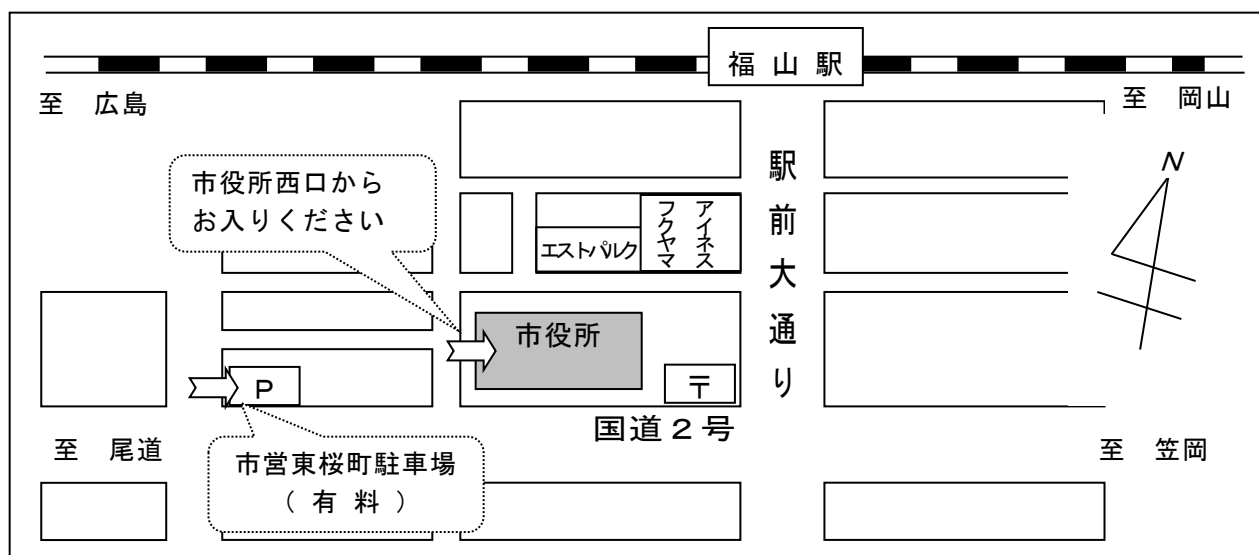 福山駅
至 広島
至 岡山
市役所西口から
お入りください
駅前大通り
N
アイネス
フクヤマ
エストパルク
市役所
P
〒
国道２号
至 尾道
至 笠岡
市営東桜町駐車場
（有料）